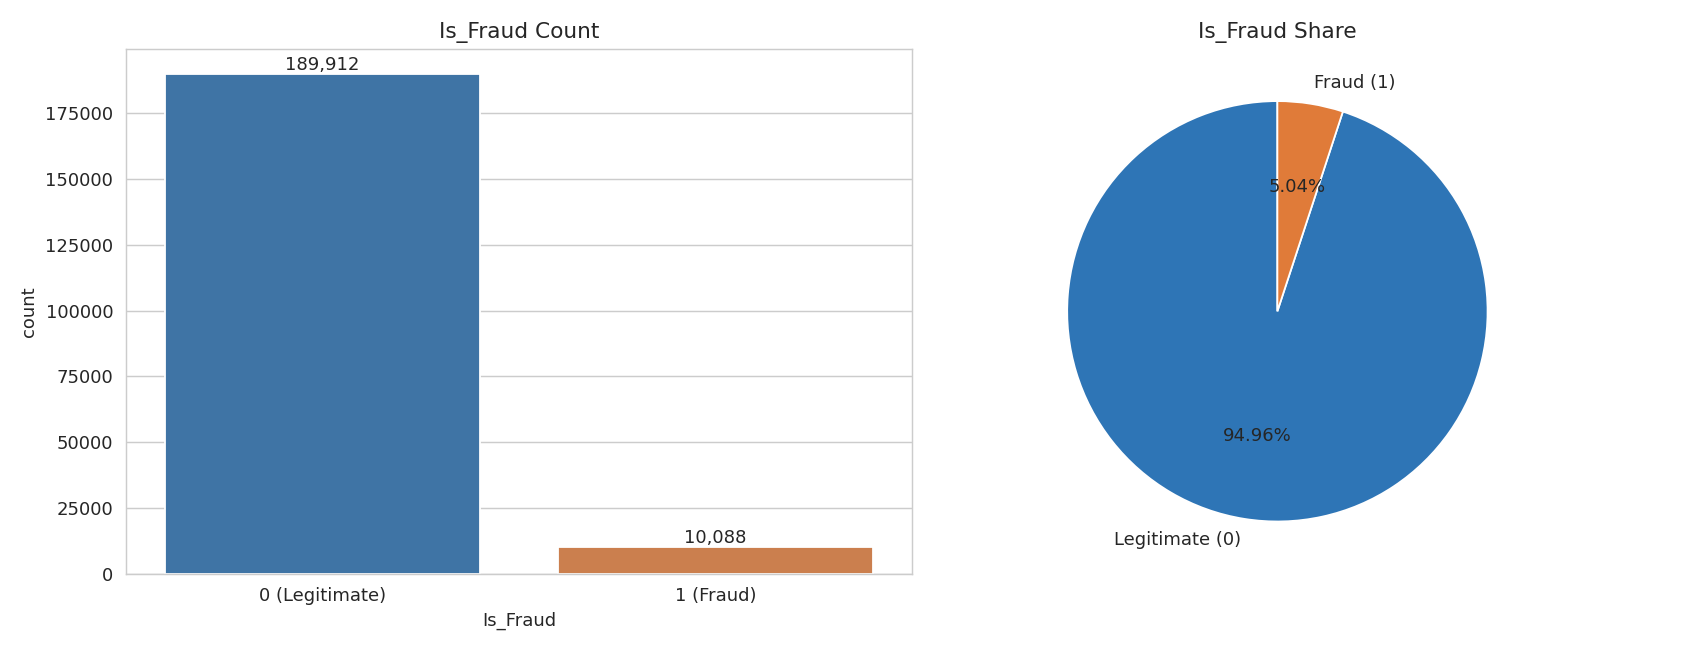 Is_Fraud Count
189,912
175000
150000
125000
100000
75000
50000
25000
0
count
10,088
0 (Legitimate)
1 (Fraud)
Is_Fraud
Is_Fraud Share
Fraud (1)
5.04%
94.96%
Legitimate (0)